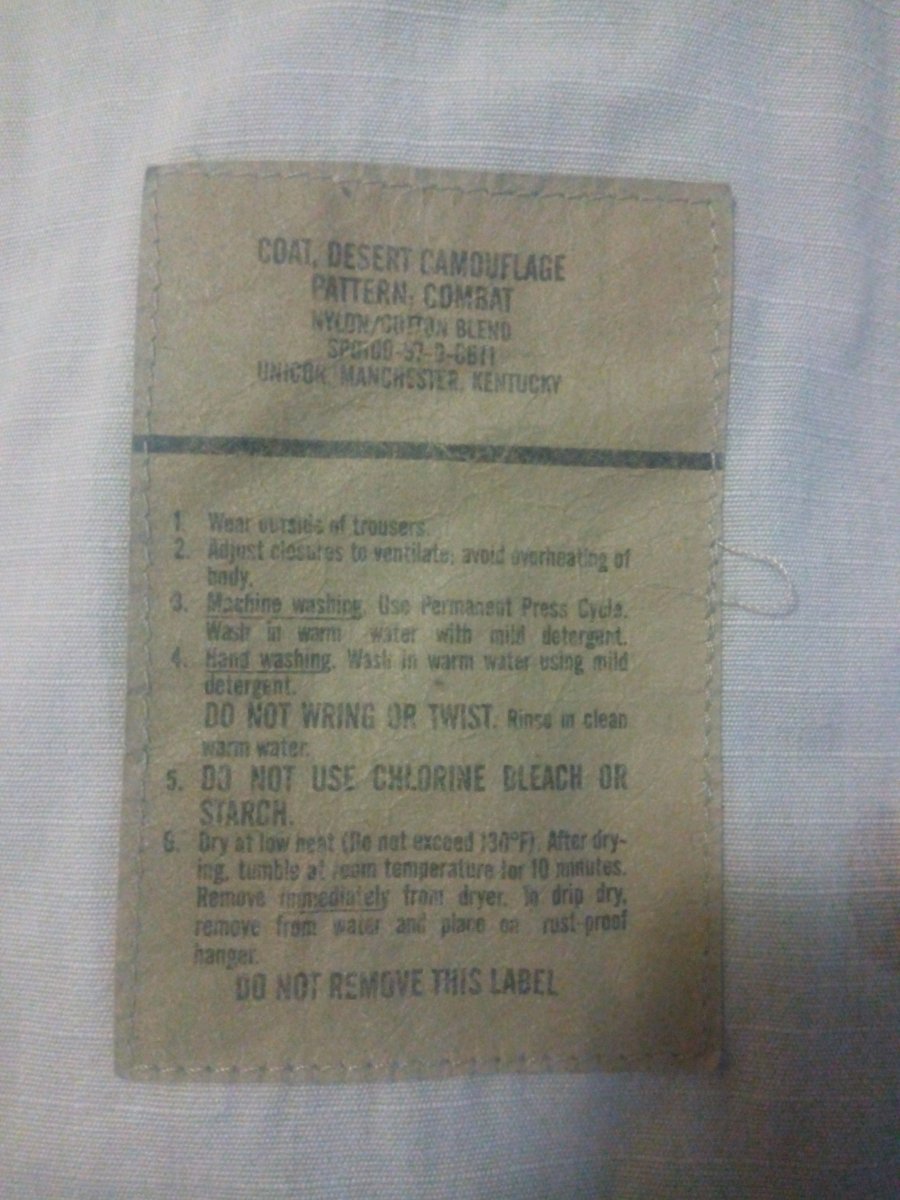 COAT, DESERT CAMOUFLAGE
PATTERN: COMBAT
NYLON/COTTON BLEND
UNICOR, MANCHESTER, KENTUCKY
1. Wear outside of trousers.
2. Adjust closures to ventilate; avoid overheating of
body.
3. Machine washing. Use Permanent Press Cycle.
Wash in warm water with mild detergent.
4. Hand washing. Wash in warm water using mild
detergent.
DO NOT WRING OR TWIST. Rinse in clean
warm water.
5. DO NOT USE CHLORINE BLEACH OR
STARCH.
6. Dry at low heat (Do not exceed 130°F). After dry-
ing, tumble at room temperature for 10 minutes.
Remove immediately from dryer. To drip dry,
remove from water and place on rust-proof
hanger.
DO NOT REMOVE THIS LABEL